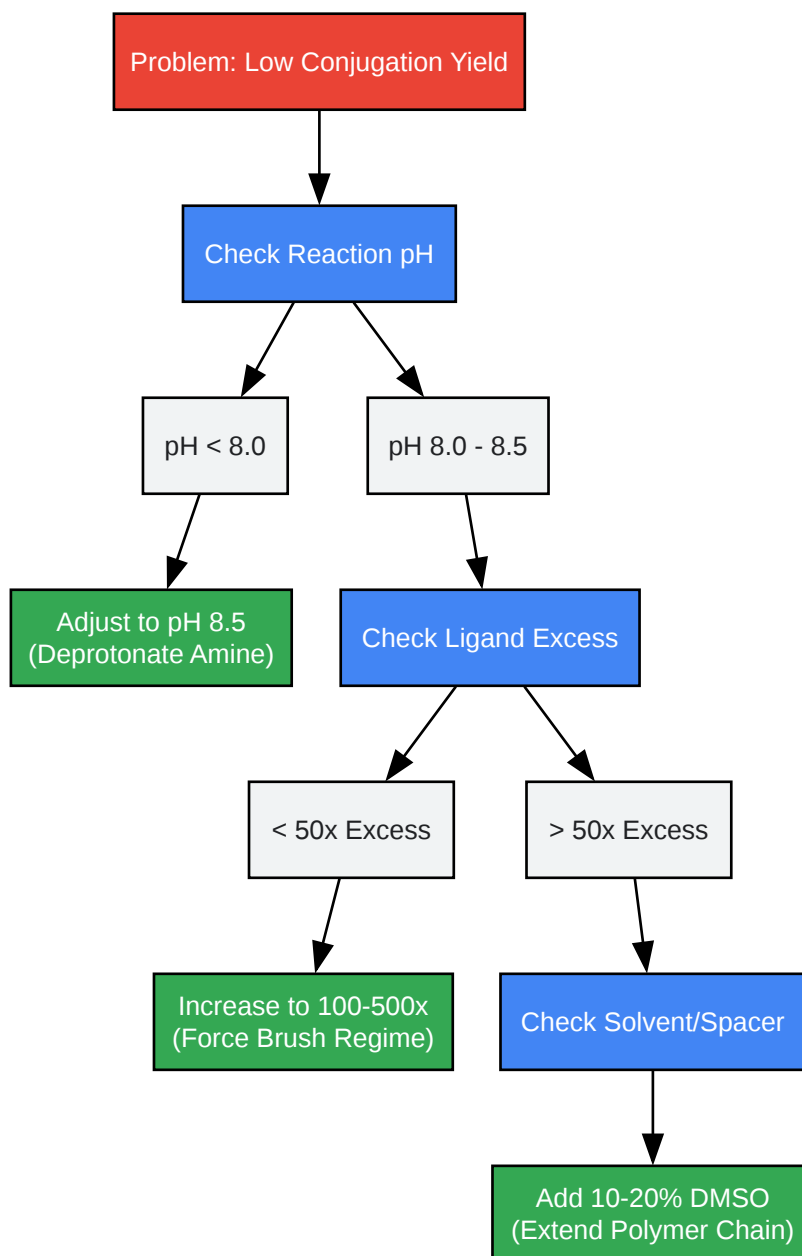 Problem: Low Conjugation Yield
Check Reaction pH
pH < 8.0
pH 8.0 - 8.5
Adjust to pH 8.5
(Deprotonate Amine)
Check Ligand Excess
< 50x Excess
> 50x Excess
Increase to 100-500x
(Force Brush Regime)
Check Solvent/Spacer
Add 10-20% DMSO
(Extend Polymer Chain)